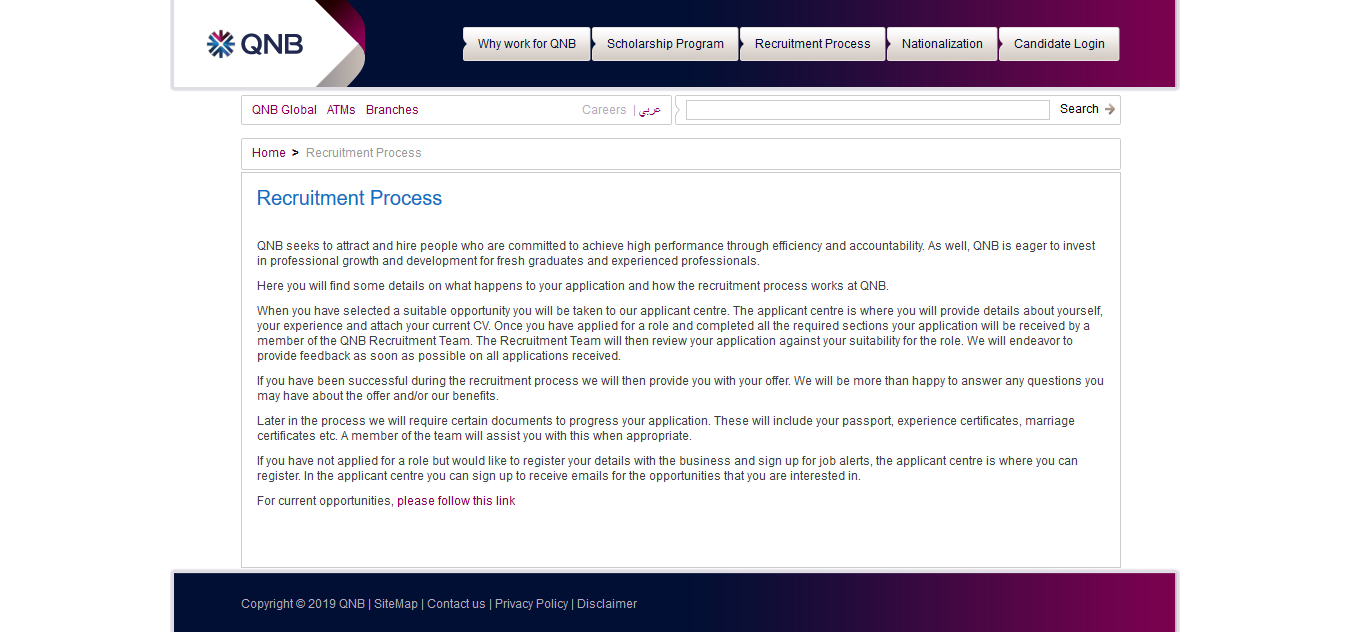 QNB
Why work for QNB
Scholarship Program
Recruitment Process
Nationalization
Candidate Login
QNB Global ATMs Branches
Careers | عربي
Search
Home > Recruitment Process
Recruitment Process
QNB seeks to attract and hire people who are committed to achieve high performance through efficiency and accountability. As well, QNB is eager to invest
in professional growth and development for fresh graduates and experienced professionals.
Here you will find some details on what happens to your application and how the recruitment process works at QNB.
When you have selected a suitable opportunity you will be taken to our applicant centre. The applicant centre is where you will provide details about yourself,
your experience and attach your current CV. Once you have applied for a role and completed all the required sections your application will be received by a
member of the QNB Recruitment Team. The Recruitment Team will then review your application against your suitability for the role. We will endeavor to
provide feedback as soon as possible on all applications received.
If you have been successful during the recruitment process we will then provide you with your offer. We will be more than happy to answer any questions you
may have about the offer and/or our benefits.
Later in the process we will require certain documents to progress your application. These will include your passport, experience certificates, marriage
certificates etc. A member of the team will assist you with this when appropriate.
If you have not applied for a role but would like to register your details with the business and sign up for job alerts, the applicant centre is where you can
register. In the applicant centre you can sign up to receive emails for the opportunities that you are interested in.
For current opportunities, please follow this link
Copyright © 2019 QNB | SiteMap | Contact us | Privacy Policy | Disclaimer